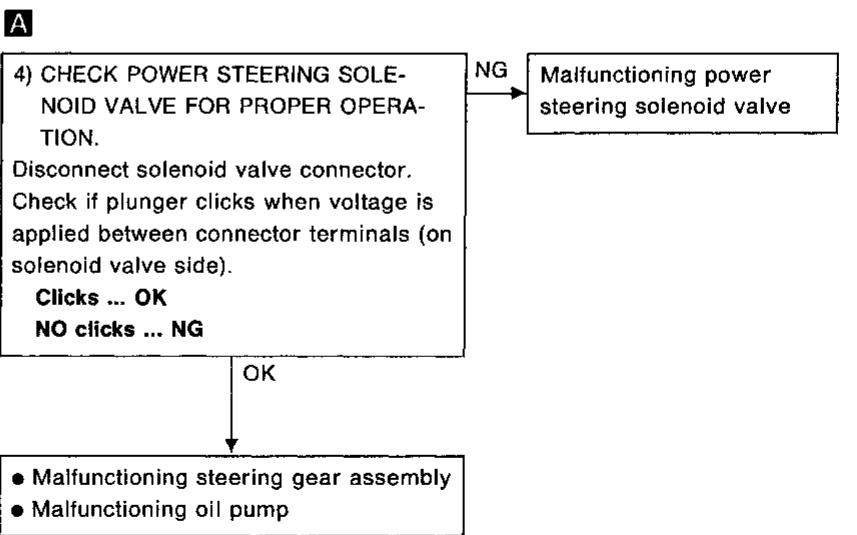 A
4) CHECK POWER STEERING SOLE-
NOID VALVE FOR PROPER OPERA-
TION.
Disconnect solenoid valve connector.
Check if plunger clicks when voltage is
applied between connector terminals (on
solenoid valve side).
Clicks ... OK
NO clicks ... NG
NG
Malfunctioning power
steering solenoid valve
OK
● Malfunctioning steering gear assembly
● Malfunctioning oil pump